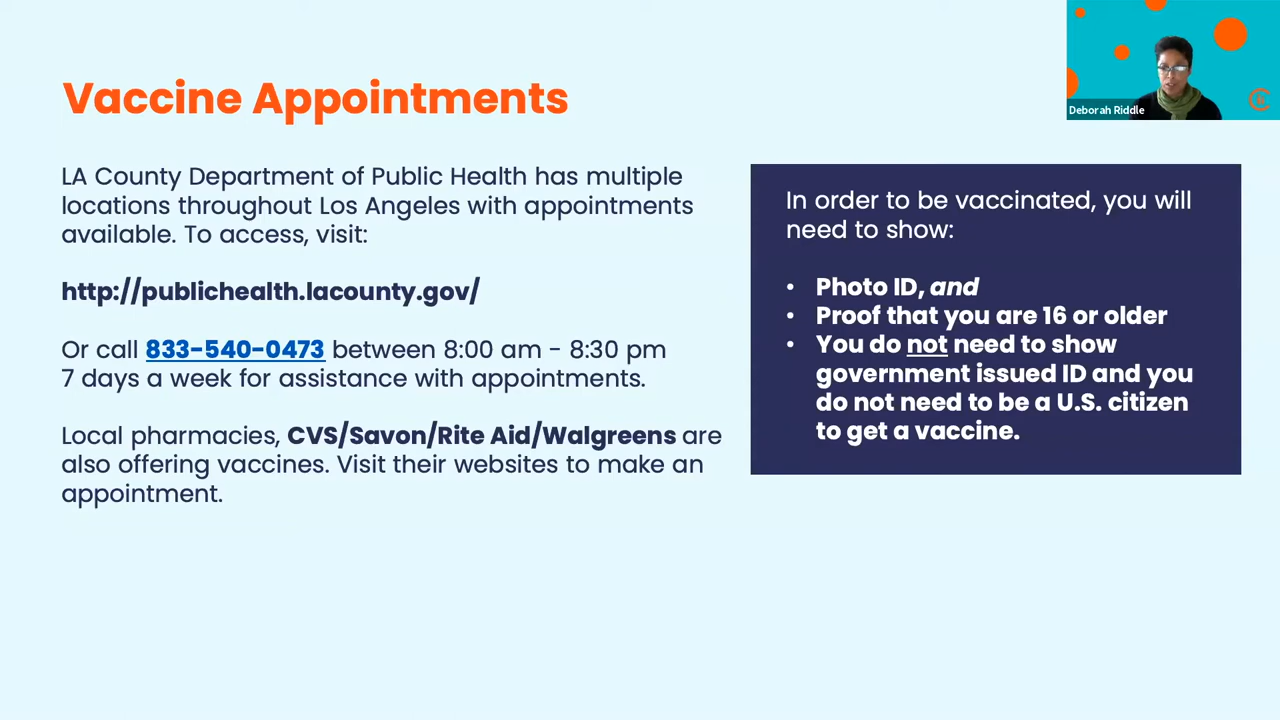 Vaccine Appointments
LA County Department of Public Health has multiple
locations throughout Los Angeles with appointments
available. To access, visit:
http://publichealth.lacounty.gov/
Or call 833-540-0473 between 8:00 am - 8:30 pm
7 days a week for assistance with appointments.
Local pharmacies, CVS/Savon/Rite Aid/Walgreens are
also offering vaccines. Visit their websites to make an
appointment.
In order to be vaccinated, you will
need to show:
• Photo ID, and
• Proof that you are 16 or older
• You do not need to show
government issued ID and you
do not need to be a U.S. citizen
to get a vaccine.
Deborah Riddle